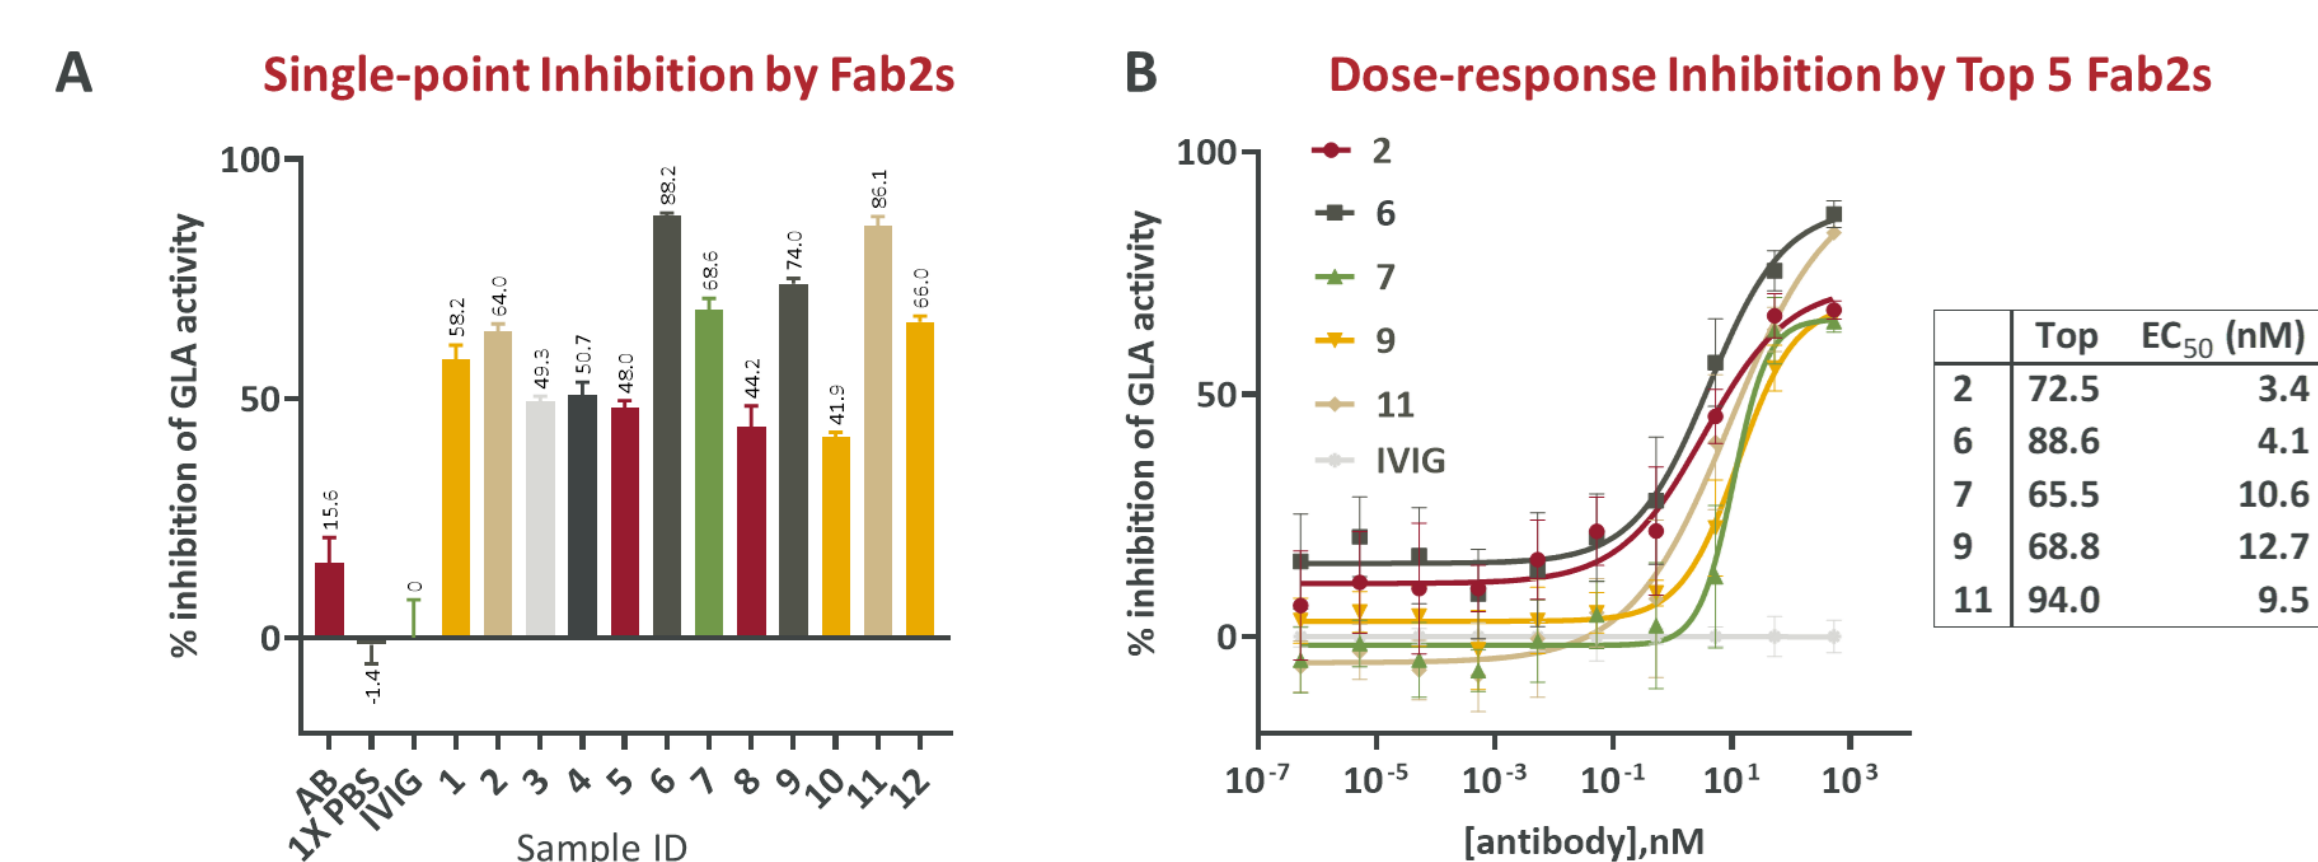 A
Single-point Inhibition by Fab2s
% inhibition of GLA activity
100
50
0
15.6
-1.4
0
58.2
64.0
49.3
50.7
48.0
88.2
68.6
44.2
74.0
41.9
86.1
66.0
AB
1X PBS
IVIG
1
2
3
4
5
6
7
8
9
10
11
12
Sample ID
B
Dose-response Inhibition by Top 5 Fab2s
% inhibition of GLA activity
100
50
0
2
6
7
9
11
IVIG
10⁻⁷ 10⁻⁵ 10⁻³ 10⁻¹ 10¹ 10³
[antibody],nM
Top EC₅₀ (nM)
2 72.5 3.4
6 88.6 4.1
7 65.5 10.6
9 68.8 12.7
11 94.0 9.5